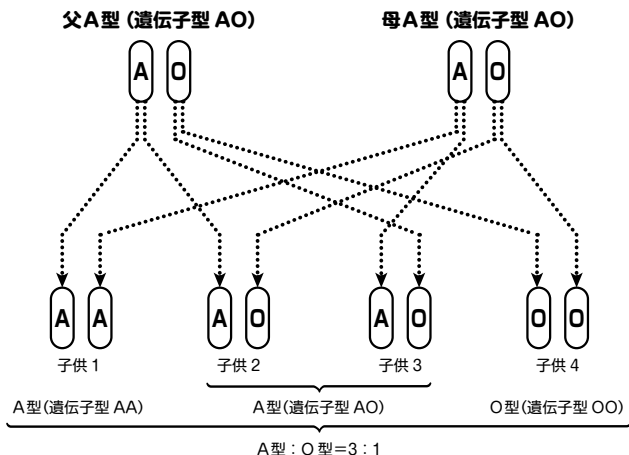 父A型(遺伝子型 AO) 母A型(遺伝子型 AO)
A O A O
A A A O A O O O
子供 1 子供 2 子供 3 子供 4
A型(遺伝子型 AA) A型(遺伝子型 AO) O型(遺伝子型 OO)
A型:O型=3:1